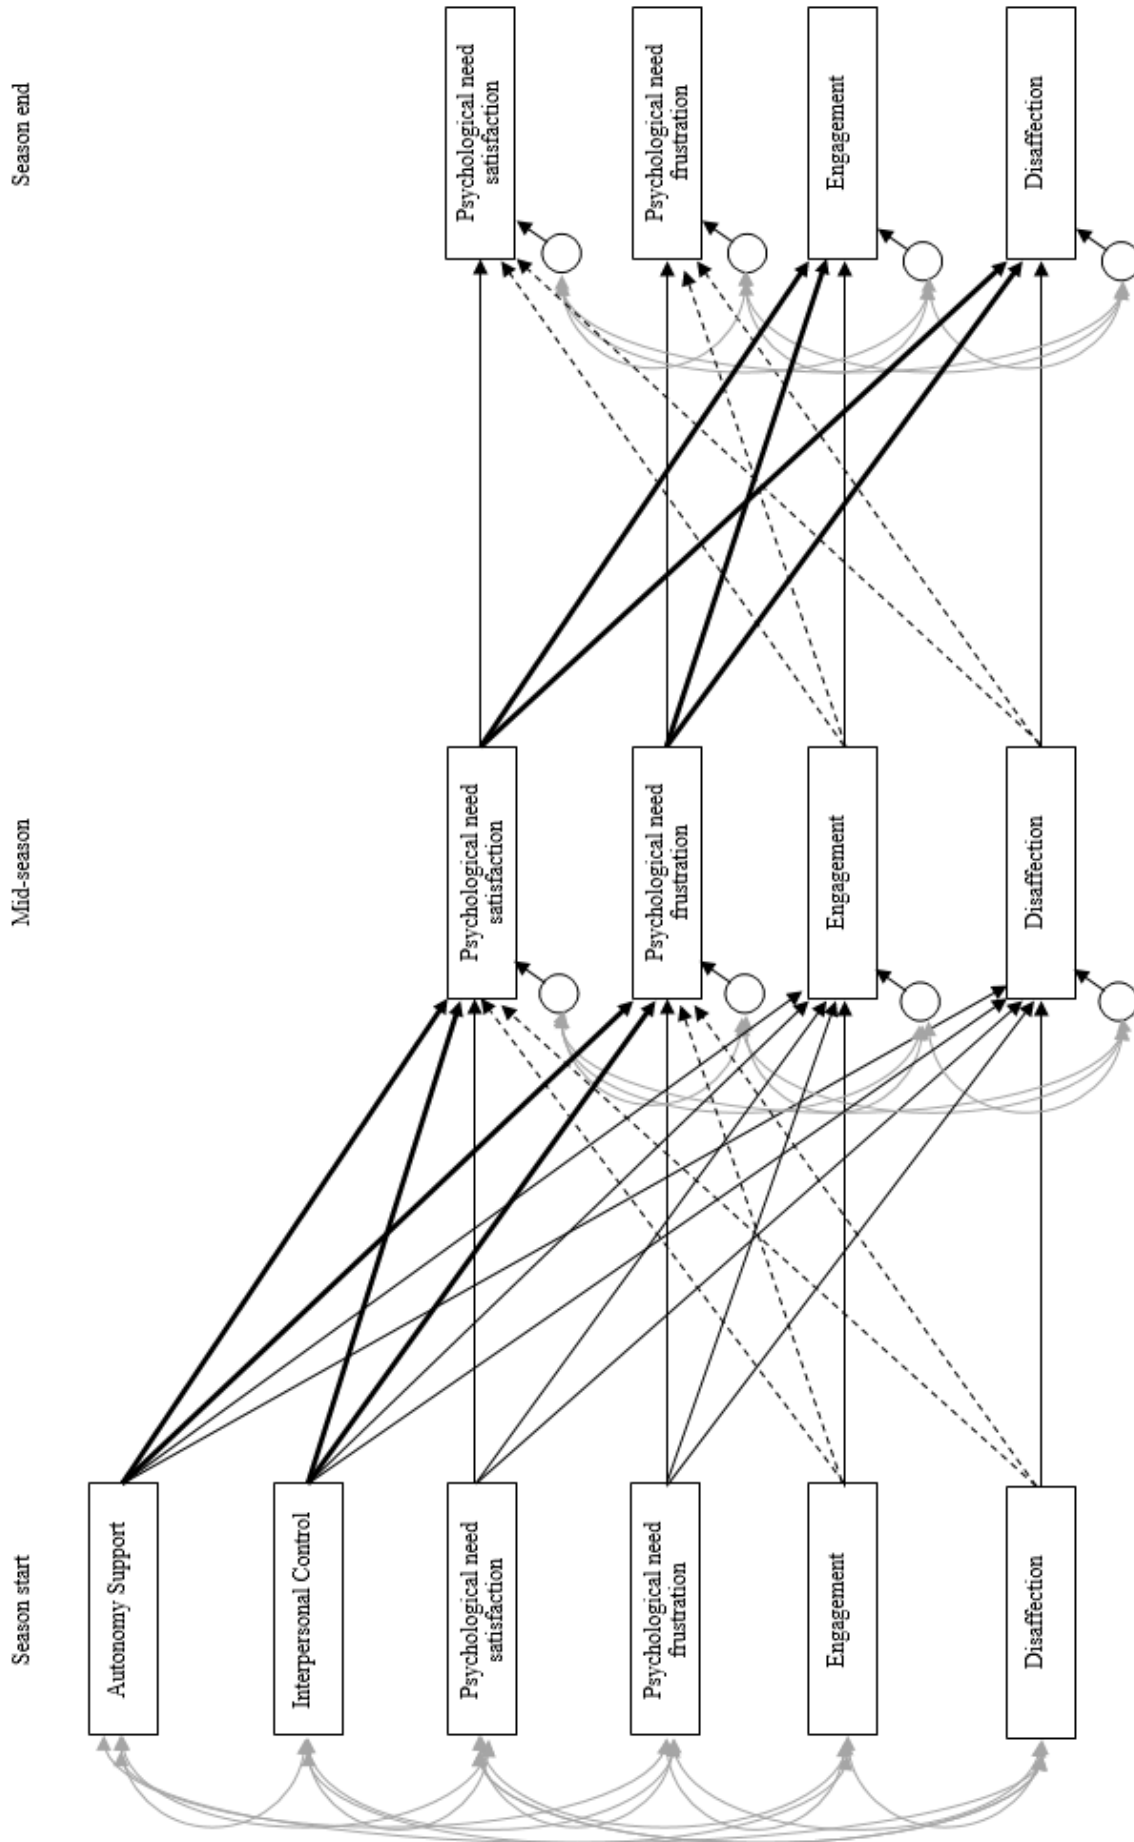 Season start
Mid-season
Season end
Autonomy Support
Interpersonal Control
Psychological need
satisfaction
Psychological need
frustration
Engagement
Disaffection
Psychological need
satisfaction
Psychological need
frustration
Engagement
Disaffection
Psychological need
satisfaction
Psychological need
frustration
Engagement
Disaffection